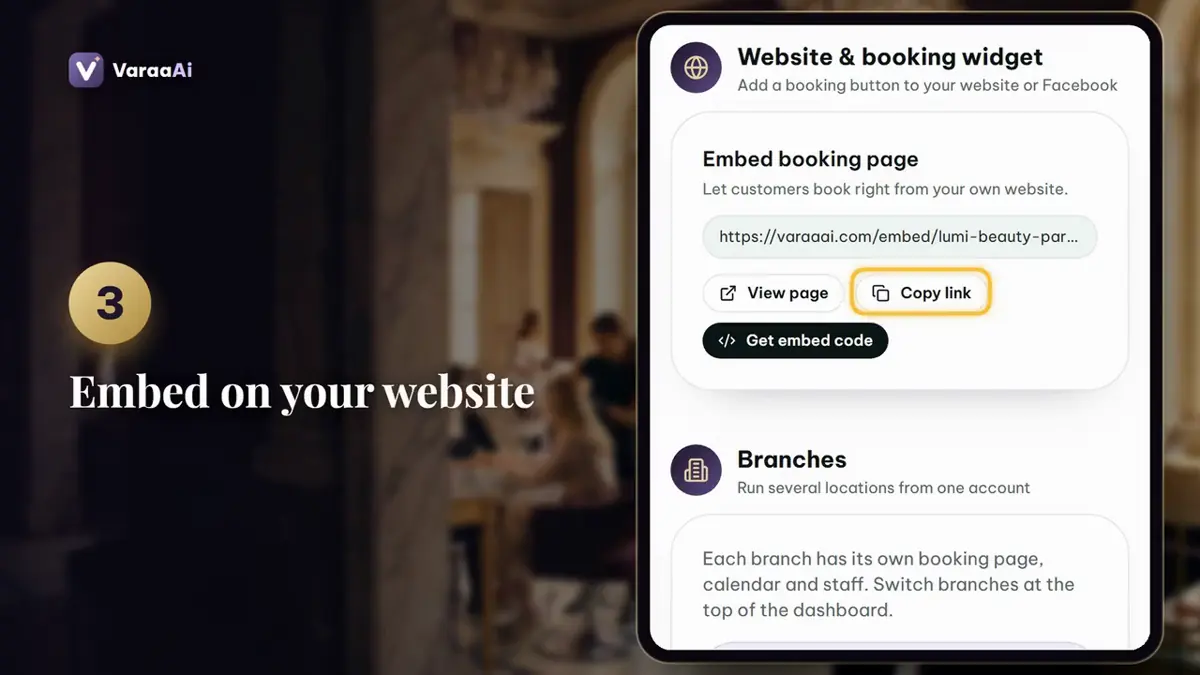 VaraaAi
3
Embed on your website
Website & booking widget
Add a booking button to your website or Facebook
Embed booking page
Let customers book right from your own website.
https://varaaai.com/embed/lumi-beauty-par...
View page
Copy link
</> Get embed code
Branches
Run several locations from one account
Each branch has its own booking page,
calendar and staff. Switch branches at the
top of the dashboard.